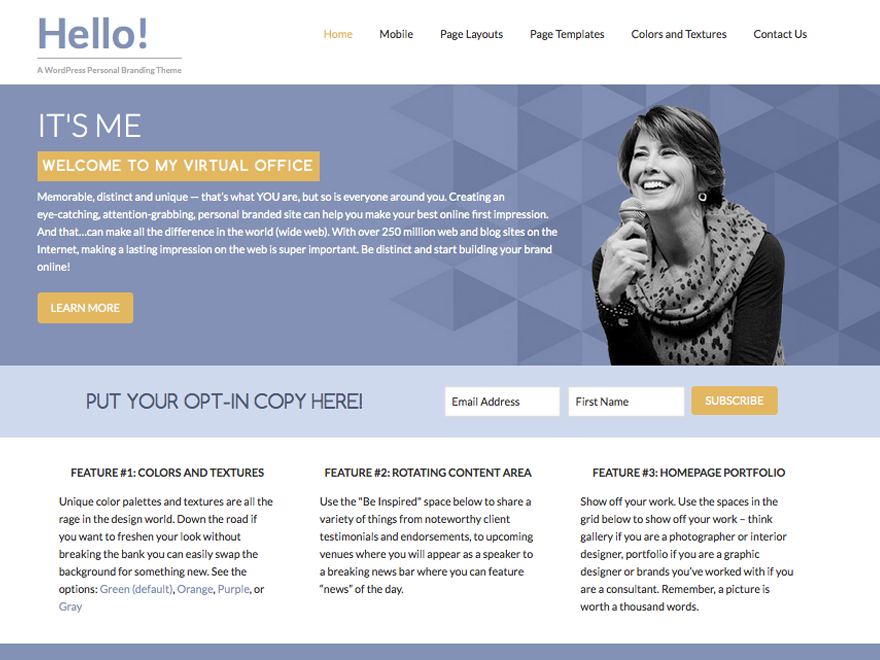 Hello!
A WordPress Personal Branding Theme
Home Mobile Page Layouts Page Templates Colors and Textures Contact Us
IT'S ME
WELCOME TO MY VIRTUAL OFFICE
Memorable, distinct and unique — that's what YOU are, but so is everyone around you. Creating an
eye-catching, attention-grabbing, personal branded site can help you make your best online first impression.
And that...can make all the difference in the world (wide web). With over 250 million web and blog sites on the
Internet, making a lasting impression on the web is super important. Be distinct and start building your brand
online!
LEARN MORE
PUT YOUR OPT-IN COPY HERE!
Email Address
First Name
SUBSCRIBE
FEATURE #1: COLORS AND TEXTURES
Unique color palettes and textures are all the
rage in the design world. Down the road if
you want to freshen your look without
breaking the bank you can easily swap the
background for something new. See the
options: Green (default), Orange, Purple, or
Gray
FEATURE #2: ROTATING CONTENT AREA
Use the "Be Inspired" space below to share a
variety of things from noteworthy client
testimonials and endorsements, to upcoming
venues where you will appear as a speaker to
a breaking news bar where you can feature
"news" of the day.
FEATURE #3: HOMEPAGE PORTFOLIO
Show off your work. Use the spaces in the
grid below to show off your work – think
gallery if you are a photographer or interior
designer, portfolio if you are a graphic
designer or brands you've worked with if you
are a consultant. Remember, a picture is
worth a thousand words.